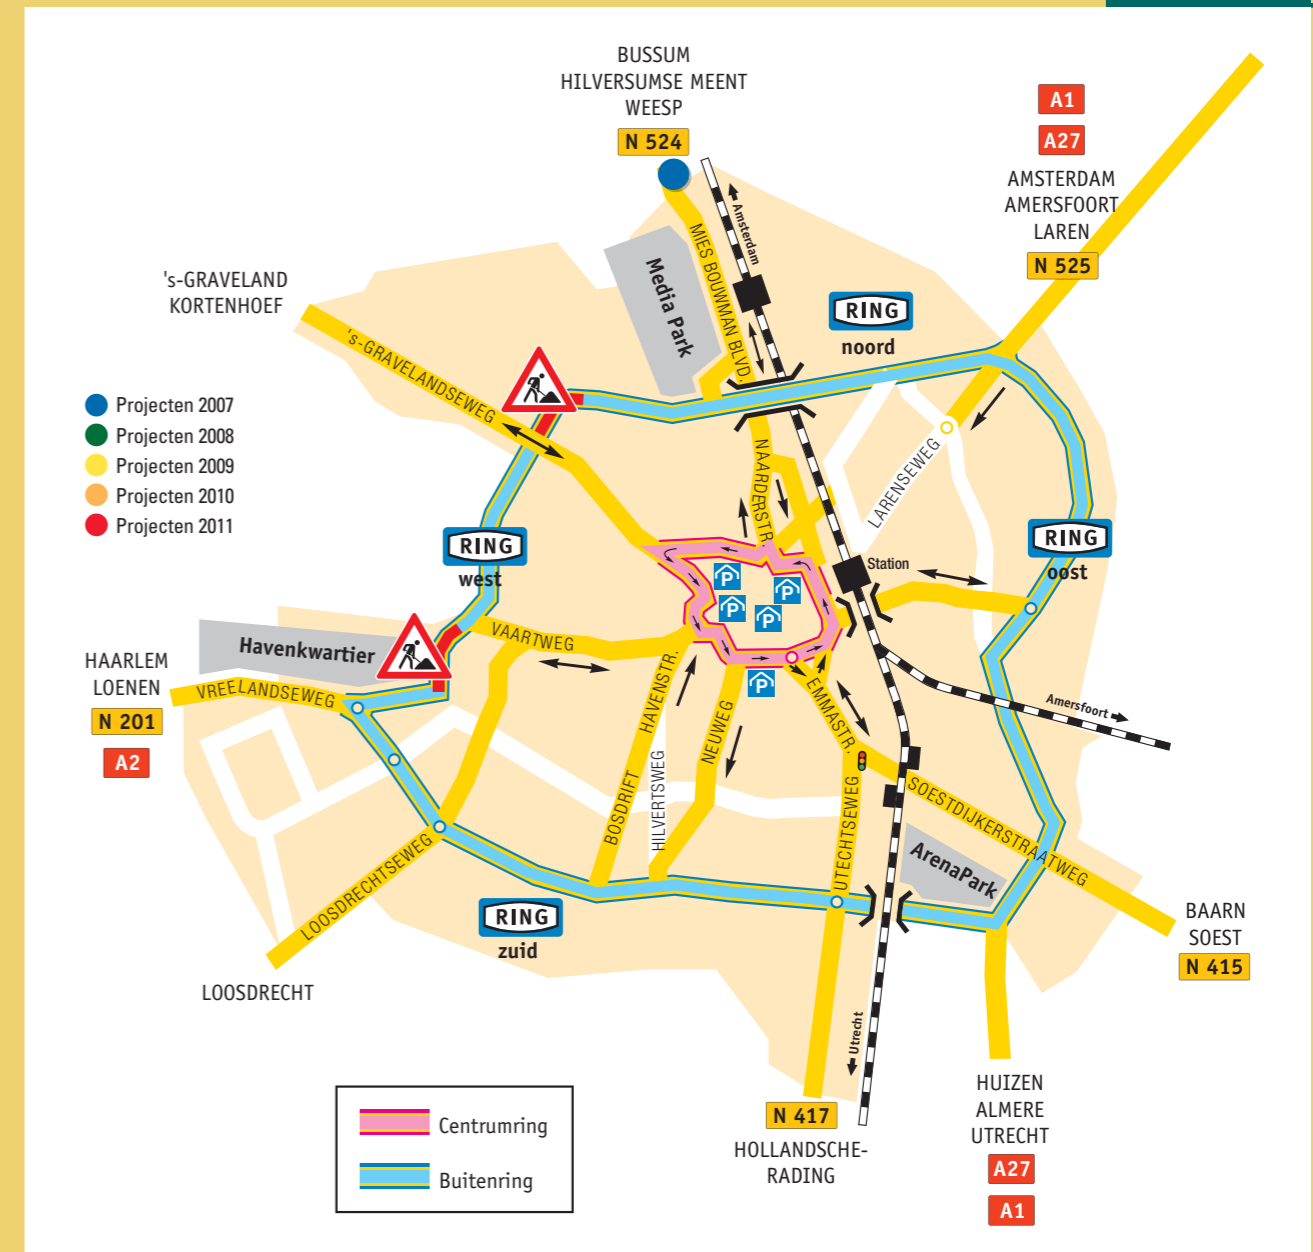 BUSSUM
HILVERSUMSE MEENT
WEESP
N 524
A1
A27
AMSTERDAM
AMERSFOORT
LAREN
N 525
's-GRAVELAND
KORTENHOEF
Amsterdam
MIES BOUWMAN BLVD.
Media Park
RING
noord
's-GRAVELANDSEWEG
Projecten 2007
Projecten 2008
Projecten 2009
Projecten 2010
Projecten 2011
NAARDERSTR.
LARENSEWEG
RING
west
RING
oost
Station
P
P
P
P
P
Havenkwartier
VAARTWEG
HAARLEM
LOENEN
N 201
A2
VREELANDSEWEG
HAVENSTR.
BOSDRIFT
HILVERTSWEG
NEUWEG
EMMASTR.
UTECHTSEWEG
Amersfoort
SOESTDIJKERSTRAATWEG
ArenaPark
LOOSDRECHTSEWEG
RING
zuid
LOOSDRECHT
BAARN
SOEST
N 415
Utrecht
N 417
HOLLANDSCHE-
RADING
HUIZEN
ALMERE
UTRECHT
A27
A1
Centrumring
Buitenring